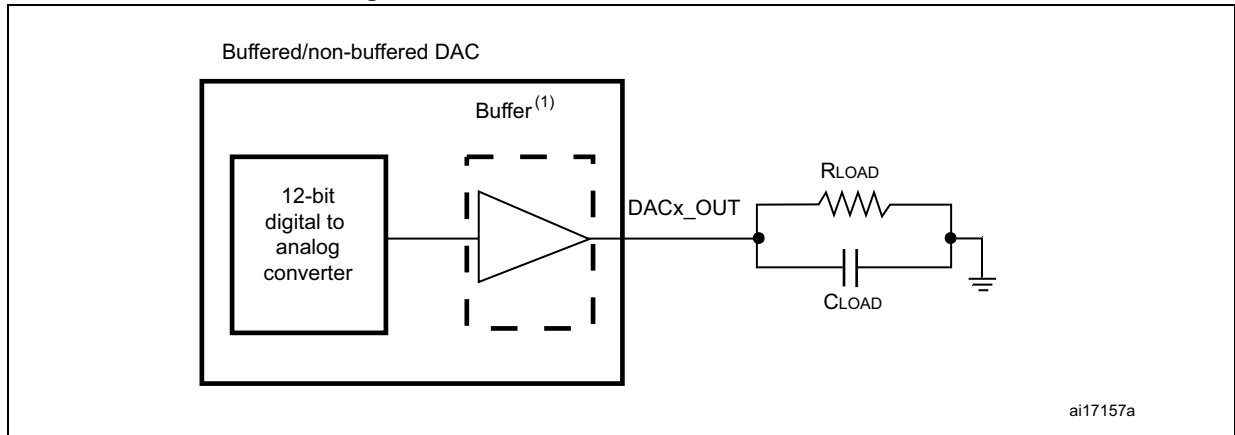 Buffered/non-buffered DAC
Buffer(1)
12-bit
digital to
analog
converter
DACx_OUT
RLOAD
CLOAD
ai17157a